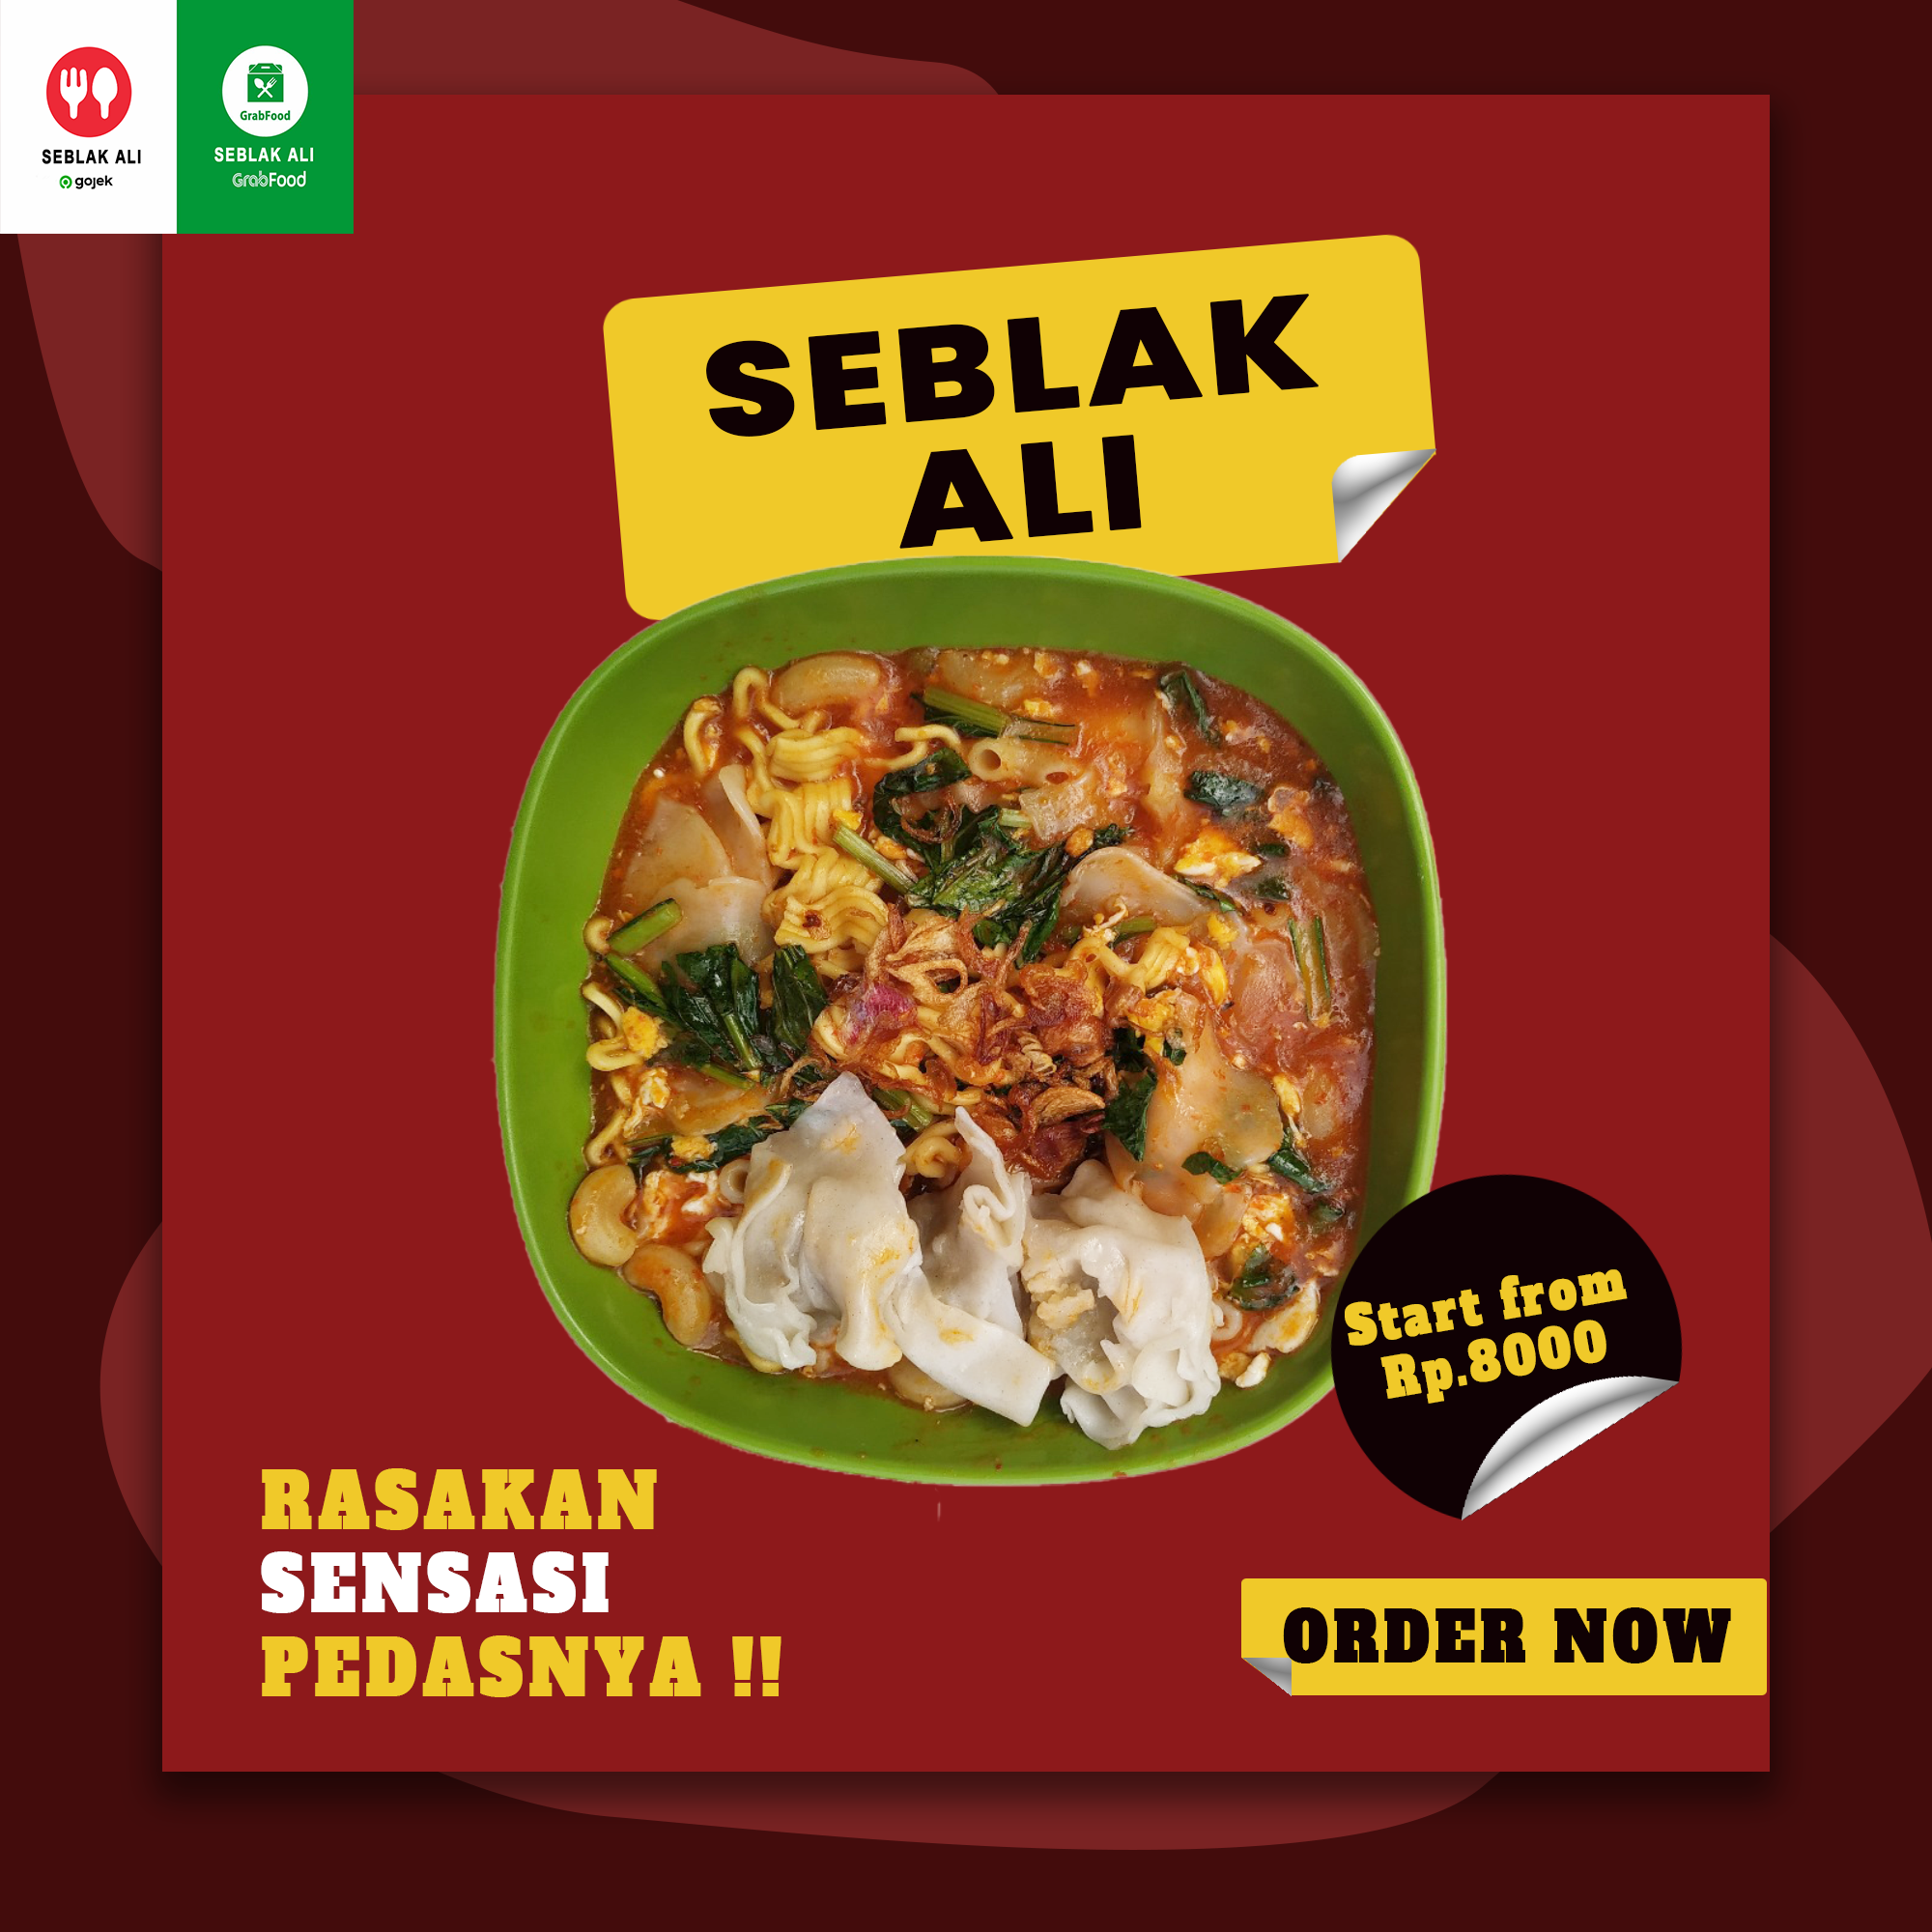 SEBLAK ALI
gojek
GrabFood
SEBLAK ALI
GrabFood
SEBLAK
ALI
Start from
Rp.8000
RASAKAN
SENSASI
PEDASNYA !!
ORDER NOW